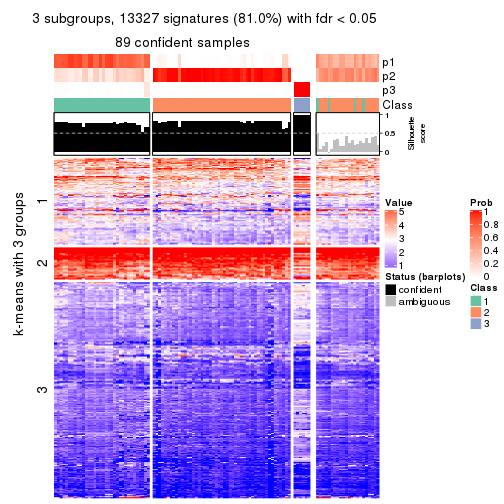 3 subgroups, 13327 signatures (81.0%) with fdr < 0.05
89 confident samples
p1
p2
p3
Class
1
0.5
0
Silhouette
score
k-means with 3 groups
1
2
3
Value
5
4
3
2
1
Status (barplots)
confident
ambiguous
Prob
1
0.8
0.6
0.4
0.2
0
Class
1
2
3